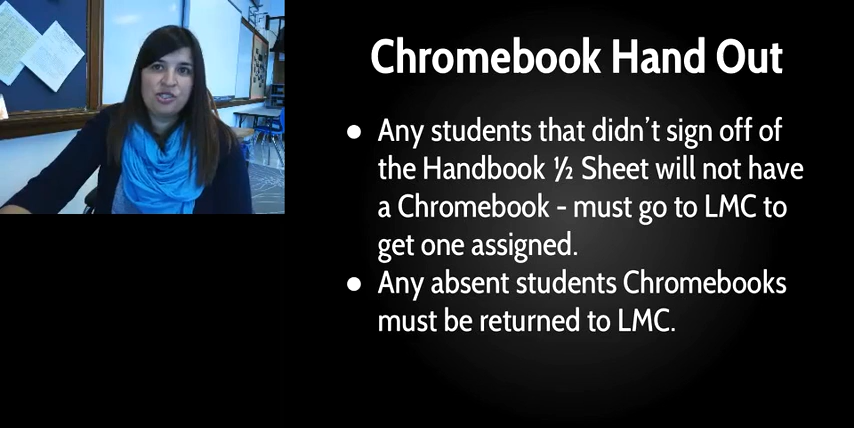 Chromebook Hand Out
● Any students that didn't sign off of
the Handbook ½ Sheet will not have
a Chromebook - must go to LMC to
get one assigned.
● Any absent students Chromebooks
must be returned to LMC.